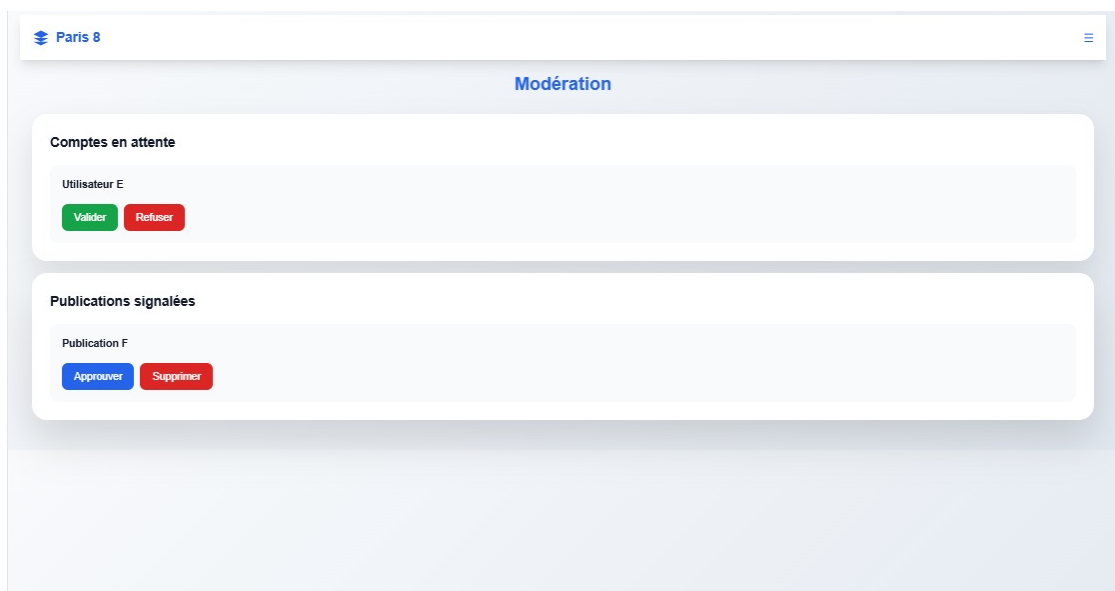 Paris 8
Modération
Comptes en attente
Utilisateur E
Valider Refuser
Publications signalées
Publication F
Approuver Supprimer